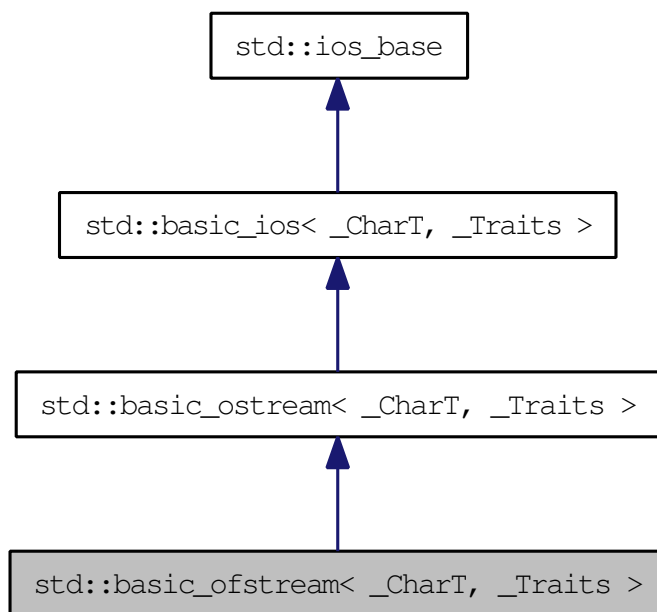 std::ios_base
std::basic_ios< _CharT, _Traits >
std::basic_ostream< _CharT, _Traits >
std::basic_ofstream< _CharT, _Traits >